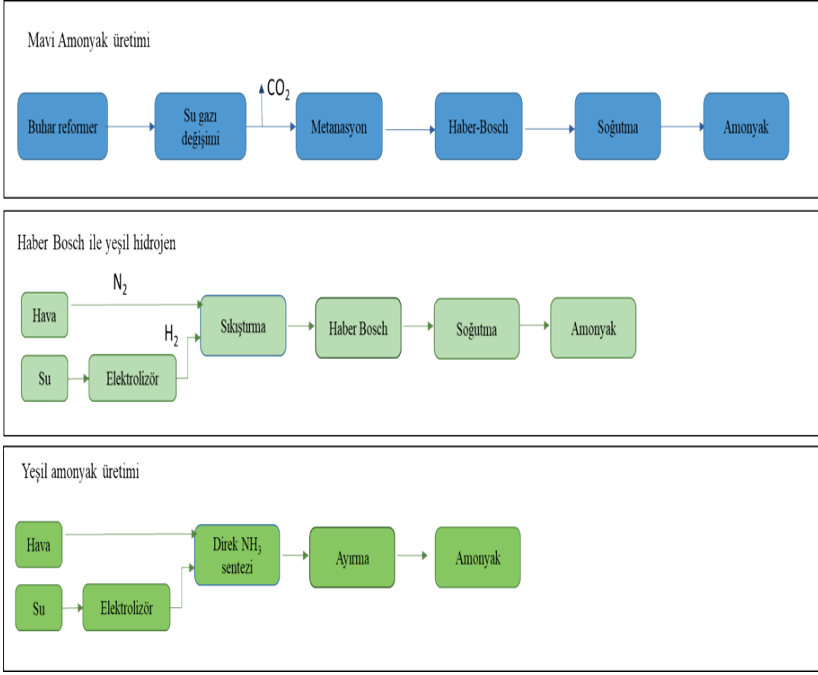 Mavi Amonyak üretimi
CO2
Buhar reformer
Su gazı
değişimi
Metanasyon
Haber-Bosch
Soğutma
Amonyak
Haber Bosch ile yeşil hidrojen
N2
Hava
Sıkıştırma
Haber Bosch
Soğutma
Amonyak
H2
Su
Elektrolizör
Yeşil amonyak üretimi
Hava
Direk NH3
sentezi
Ayırma
Amonyak
Su
Elektrolizör